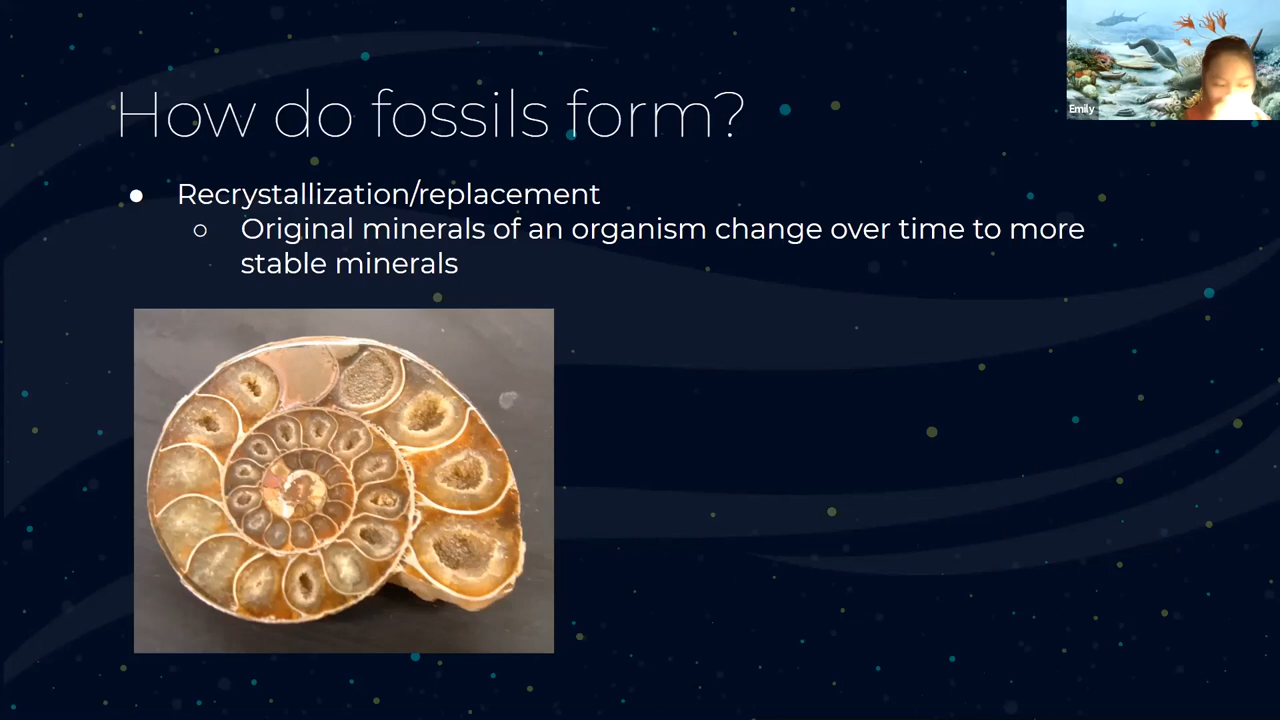 How do fossils form?
Emily
● Recrystallization/replacement
○ Original minerals of an organism change over time to more
stable minerals